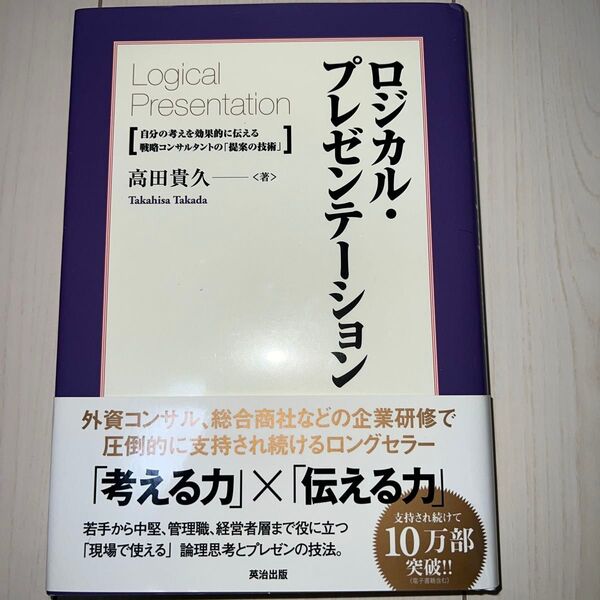 ロジカル・
プレゼンテーション
Logical
Presentation
自分の考えを効果的に伝える
戦略コンサルタントの「提案の技術」
高田貴久──<著>
Takahisa Takada
外資コンサル、総合商社などの企業研修で
圧倒的に支持され続けるロングセラー
「考える力」×「伝える力」
若手から中堅、管理職、経営者層まで役に立つ
「現場で使える」論理思考とプレゼンの技法。
英治出版
支持され続けて
10万部
突破!!
(電子書籍含む)